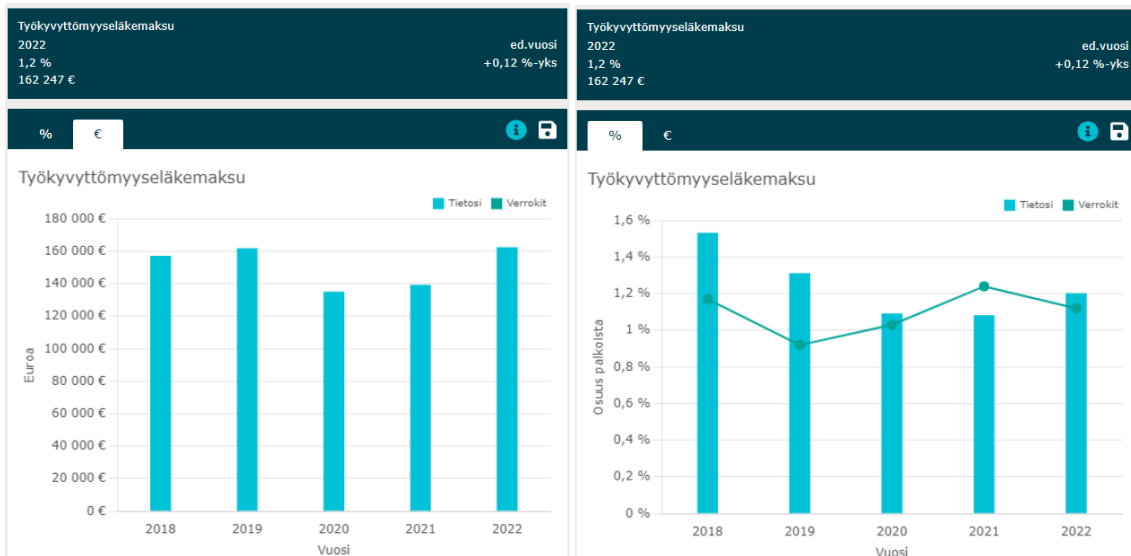 Työkyvyttömyyseläkemaksu
2022 ed.vuosi
1,2 % +0,12 %-yks
162 247 €
% €
Työkyvyttömyyseläkemaksu
Tietosi Verrokit
180 000 €
160 000 €
140 000 €
120 000 €
100 000 €
80 000 €
60 000 €
40 000 €
20 000 €
0 €
Euroa
2018 2019 2020 2021 2022
Vuosi
Työkyvyttömyyseläkemaksu
2022 ed.vuosi
1,2 % +0,12 %-yks
162 247 €
% €
Työkyvyttömyyseläkemaksu
Tietosi Verrokit
1,6 %
1,4 %
1,2 %
1 %
0,8 %
0,6 %
0,4 %
0,2 %
0 %
Osuus palkoista
2018 2019 2020 2021 2022
Vuosi